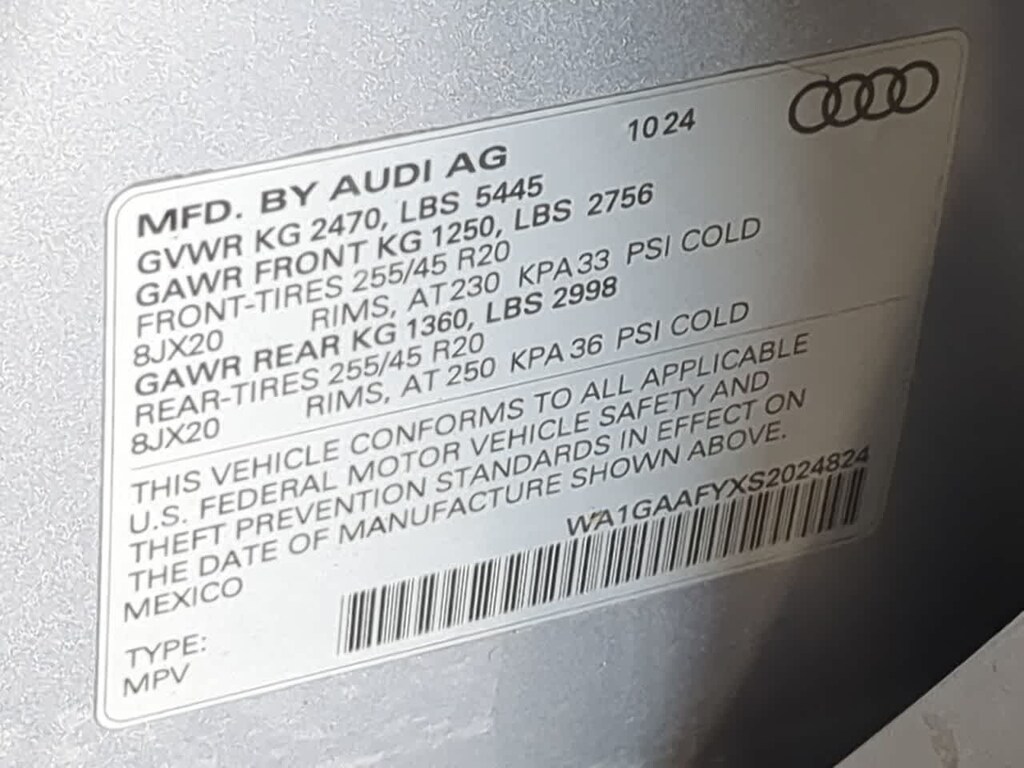 1024
MFD. BY AUDI AG
GVWR KG 2470, LBS 5445
GAWR FRONT KG 1250, LBS 2756
FRONT-TIRES 255/45 R20
8JX20 RIMS, AT 230 KPA 33 PSI COLD
GAWR REAR KG 1360, LBS 2998
REAR-TIRES 255/45 R20
8JX20 RIMS, AT 250 KPA 36 PSI COLD
THIS VEHICLE CONFORMS TO ALL APPLICABLE
U.S. FEDERAL MOTOR VEHICLE SAFETY AND
THEFT PREVENTION STANDARDS IN EFFECT ON
THE DATE OF MANUFACTURE SHOWN ABOVE.
MEXICO WA1GAAFYXS2024824
TYPE:
MPV